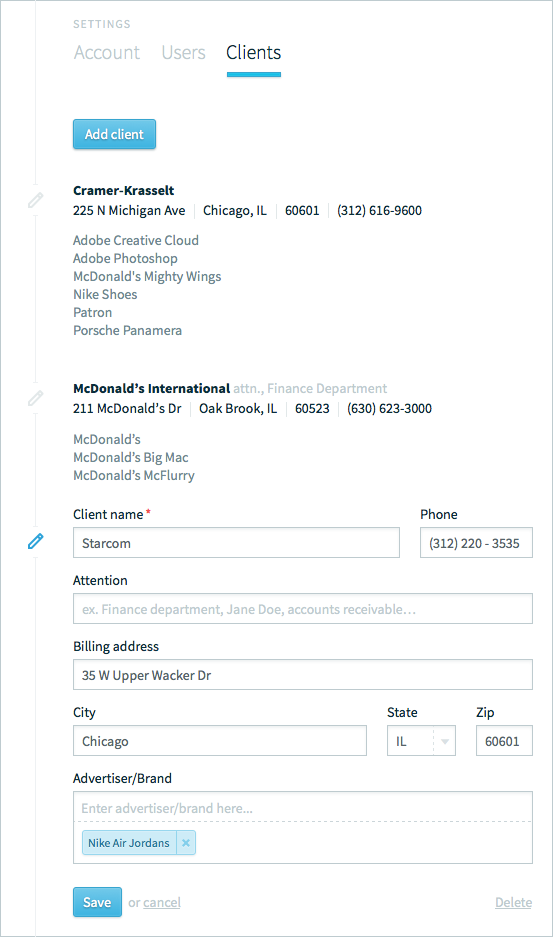 SETTINGS
Account Users Clients
Add client
Cramer-Krasselt
225 N Michigan Ave Chicago, IL 60601 (312) 616-9600
Adobe Creative Cloud
Adobe Photoshop
McDonald's Mighty Wings
Nike Shoes
Patron
Porsche Panamera
McDonald’s International attn., Finance Department
211 McDonald’s Dr Oak Brook, IL 60523 (630) 623-3000
McDonald’s
McDonald’s Big Mac
McDonald’s McFlurry
Client name * Phone
Starcom (312) 220 - 3535
Attention
ex. Finance department, Jane Doe, accounts receivable…
Billing address
35 W Upper Wacker Dr
City State Zip
Chicago IL 60601
Advertiser/Brand
Enter advertiser/brand here...
Nike Air Jordans ×
Save or cancel Delete